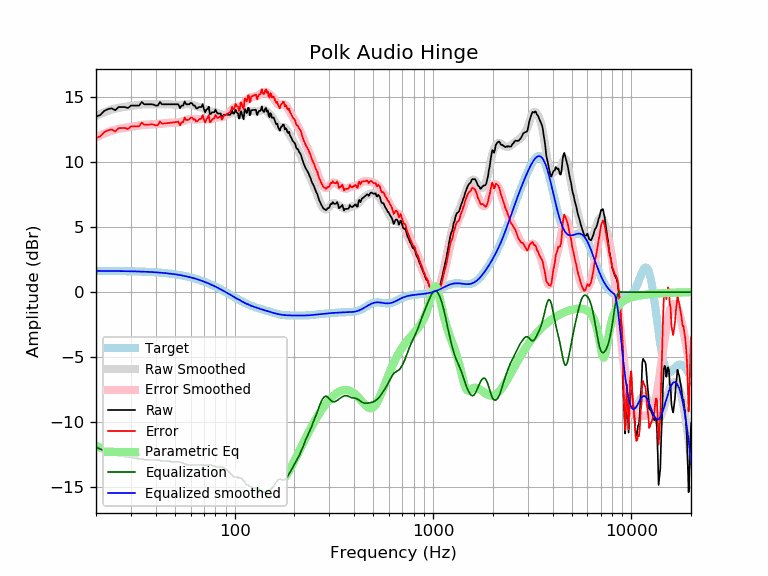 Polk Audio Hinge
Amplitude (dBr)
15
10
5
0
−5
−10
−15
Target
Raw Smoothed
Error Smoothed
Raw
Error
Parametric Eq
Equalization
Equalized smoothed
100
1000
10000
Frequency (Hz)